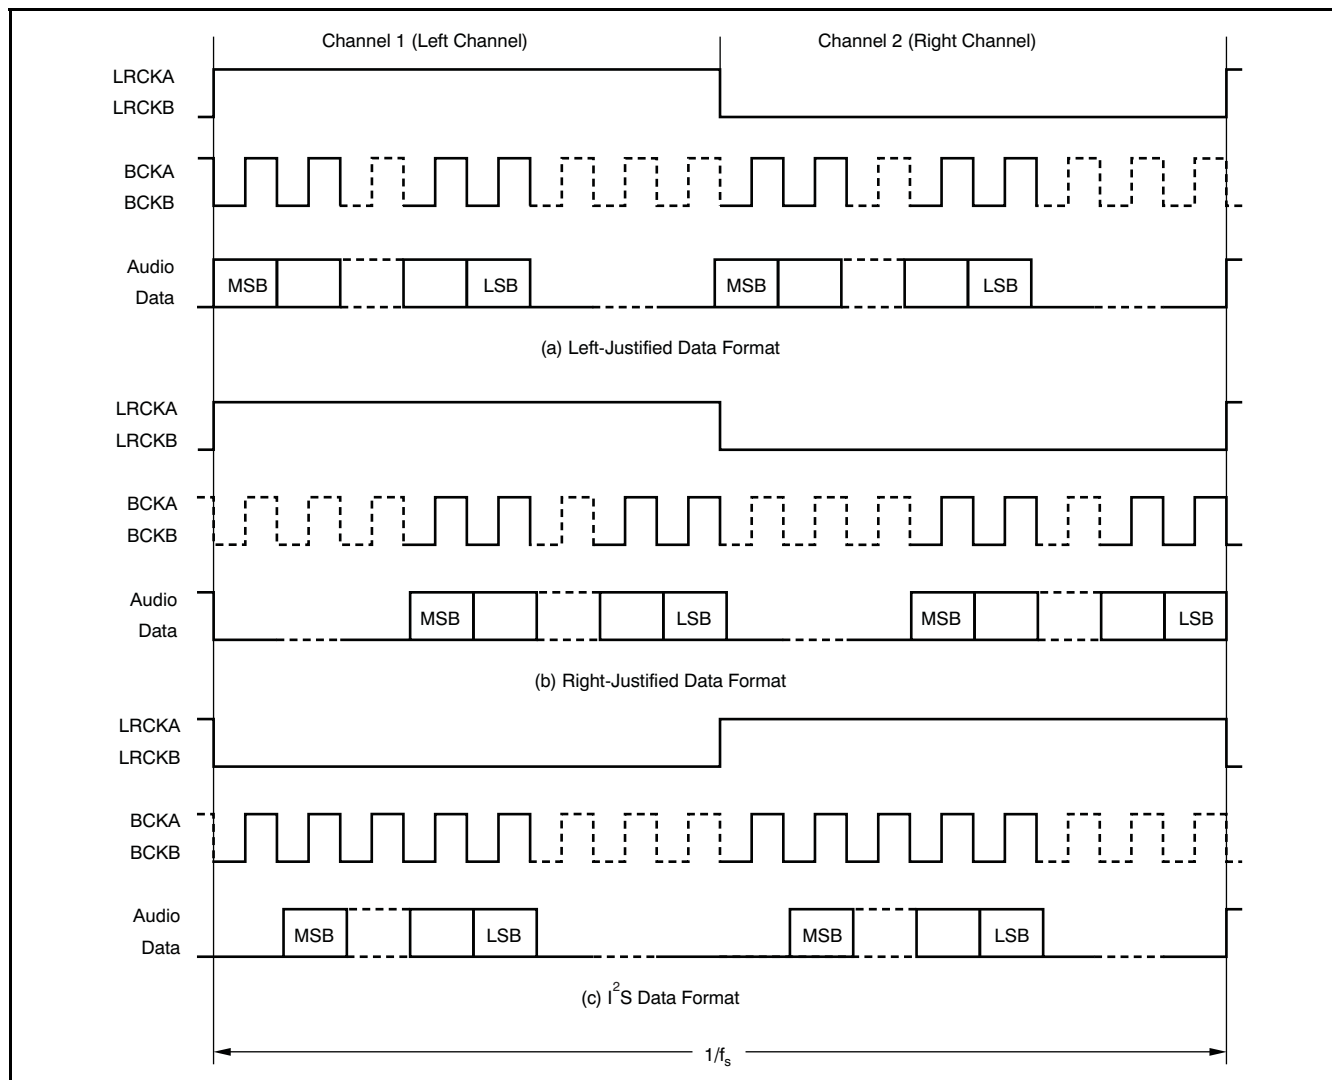 Channel 1 (Left Channel)
Channel 2 (Right Channel)
LRCKA
LRCKB
BCKA
BCKB
Audio
Data
MSB
LSB
MSB
LSB
(a) Left-Justified Data Format
LRCKA
LRCKB
BCKA
BCKB
Audio
Data
MSB
LSB
MSB
LSB
(b) Right-Justified Data Format
LRCKA
LRCKB
BCKA
BCKB
Audio
Data
MSB
LSB
MSB
LSB
(c) I²S Data Format
1/fₛ